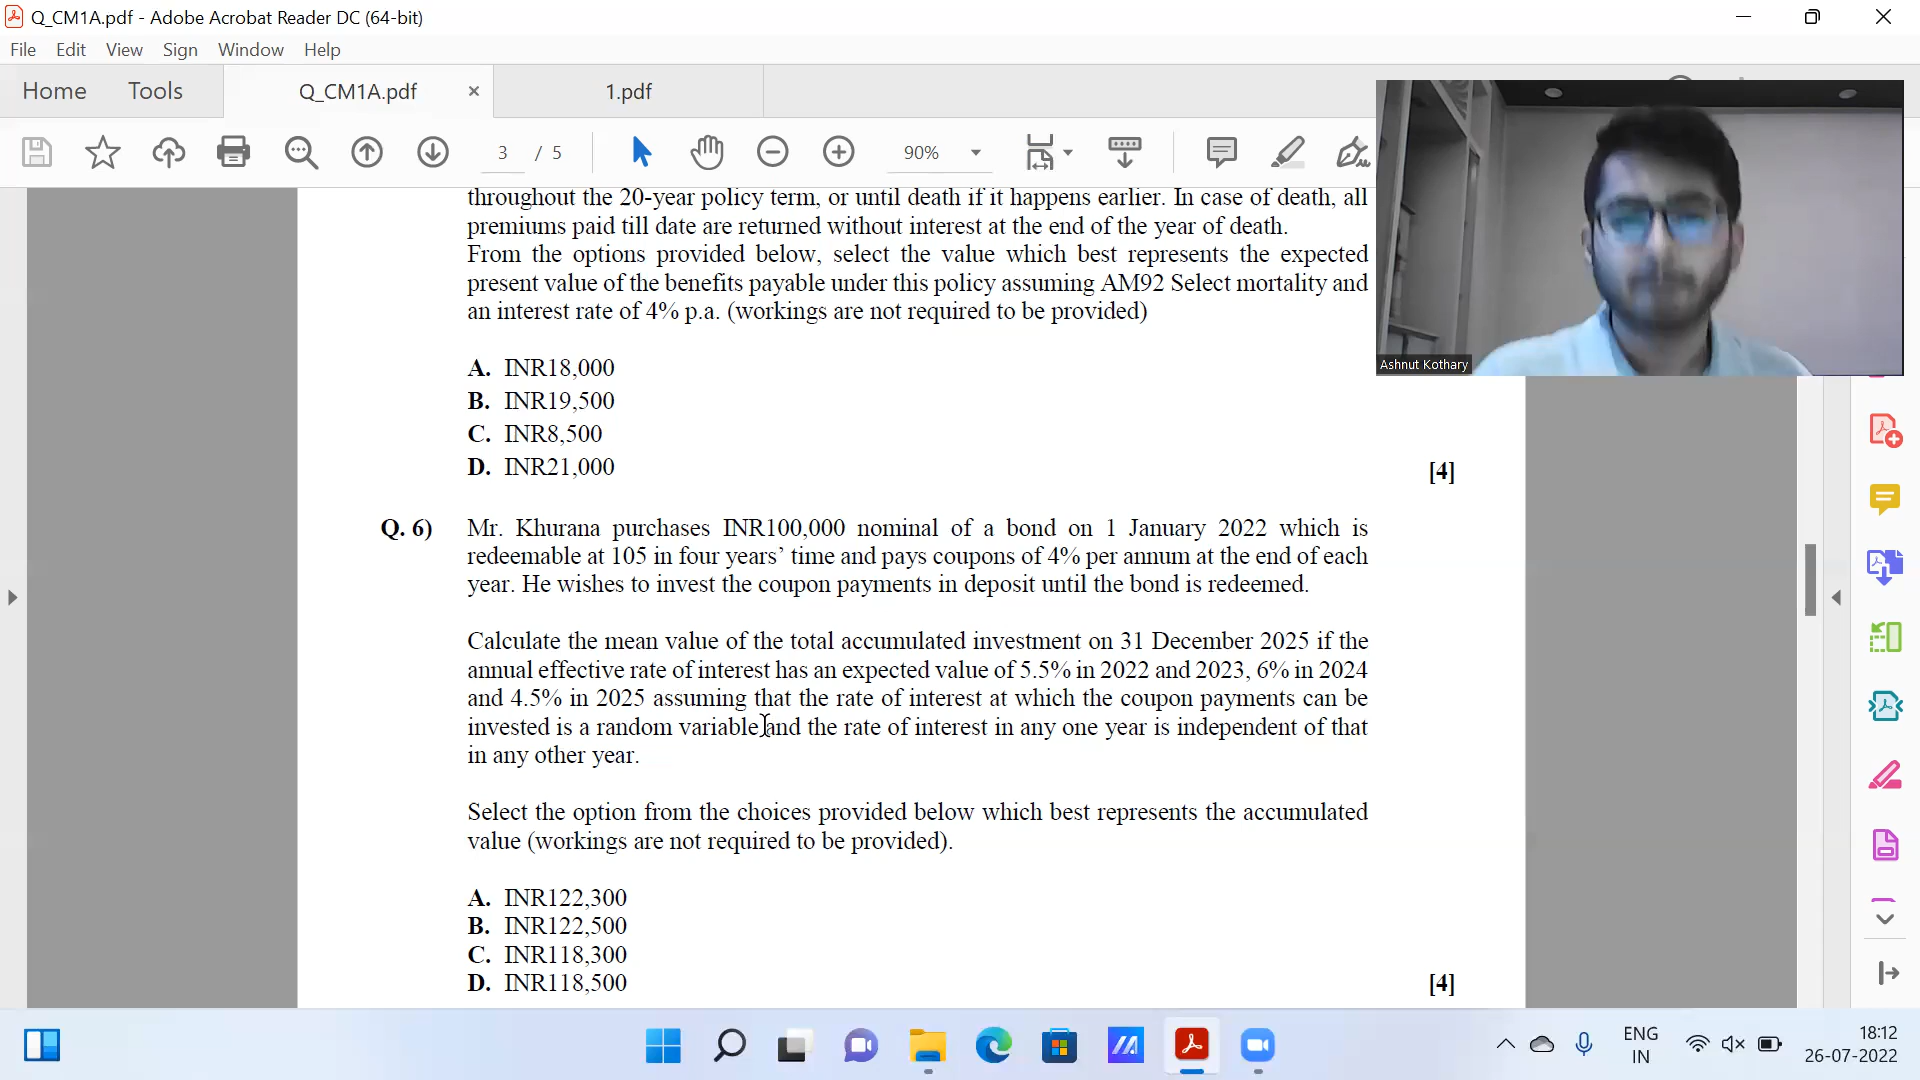 Q_CM1A.pdf - Adobe Acrobat Reader DC (64-bit)
File Edit View Sign Window Help
Home Tools Q_CM1A.pdf × 1.pdf
3 / 5 90%
throughout the 20-year policy term, or until death if it happens earlier. In case of death, all
premiums paid till date are returned without interest at the end of the year of death.
From the options provided below, select the value which best represents the expected
present value of the benefits payable under this policy assuming AM92 Select mortality and
an interest rate of 4% p.a. (workings are not required to be provided)
Ashnut Kothary
A. INR18,000
B. INR19,500
C. INR8,500
D. INR21,000
[4]
Q. 6) Mr. Khurana purchases INR100,000 nominal of a bond on 1 January 2022 which is
redeemable at 105 in four years’ time and pays coupons of 4% per annum at the end of each
year. He wishes to invest the coupon payments in deposit until the bond is redeemed.
Calculate the mean value of the total accumulated investment on 31 December 2025 if the
annual effective rate of interest has an expected value of 5.5% in 2022 and 2023, 6% in 2024
and 4.5% in 2025 assuming that the rate of interest at which the coupon payments can be
invested is a random variable and the rate of interest in any one year is independent of that
in any other year.
Select the option from the choices provided below which best represents the accumulated
value (workings are not required to be provided).
A. INR122,300
B. INR122,500
C. INR118,300
D. INR118,500
[4]
ENG
IN
18:12
26-07-2022